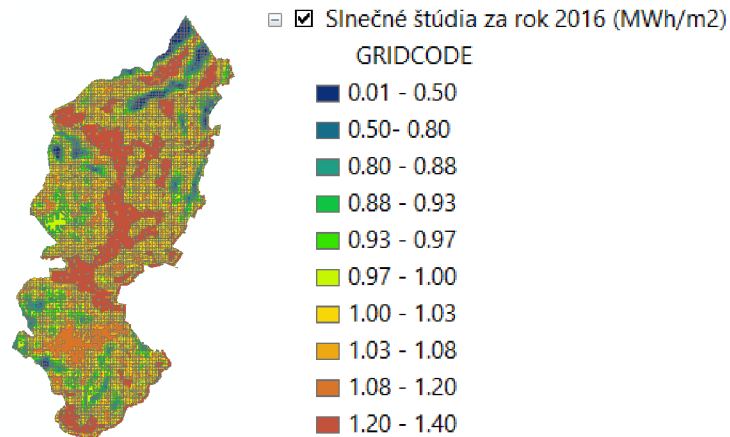 Slnečné štúdia za rok 2016 (MWh/m2)
GRIDCODE
0.01 - 0.50
0.50- 0.80
0.80 - 0.88
0.88 - 0.93
0.93 - 0.97
0.97 - 1.00
1.00 - 1.03
1.03 - 1.08
1.08 - 1.20
1.20 - 1.40